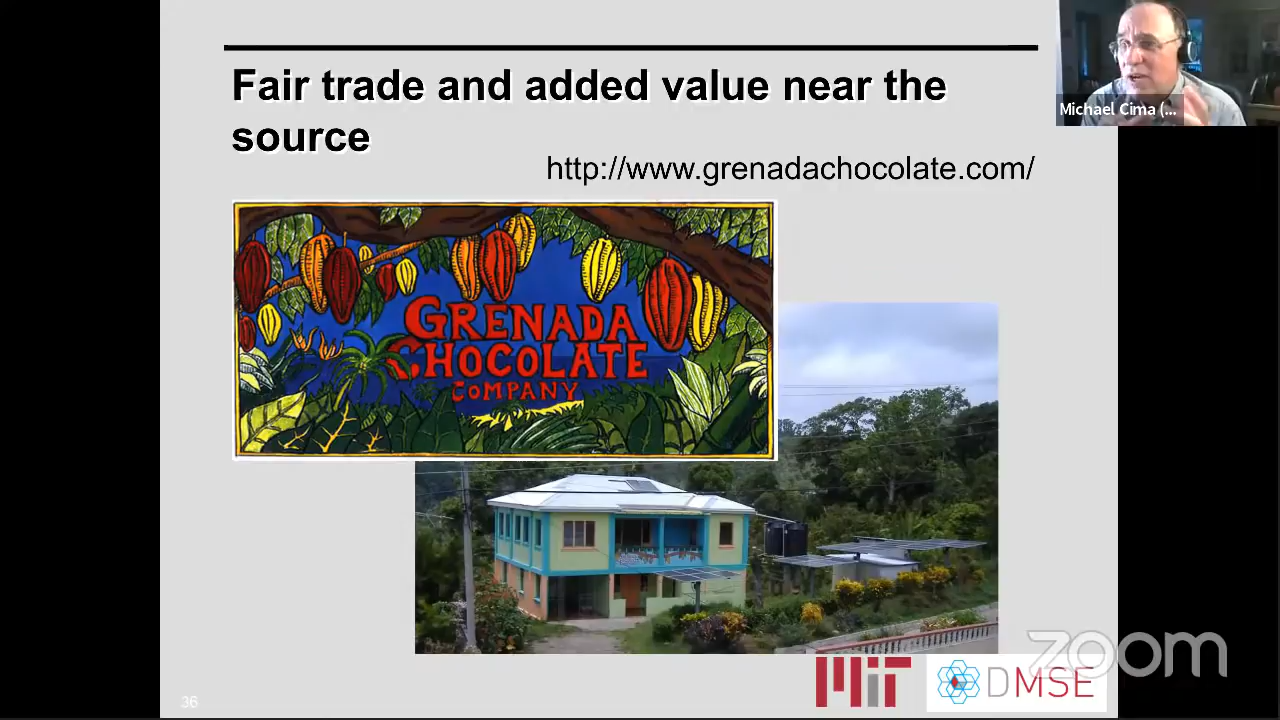 Fair trade and added value near the
source
http://www.grenadachocolate.com/
Michael Cima (...
GRENADA
CHOCOLATE
COMPANY
zoom
MIT
DMSE
36